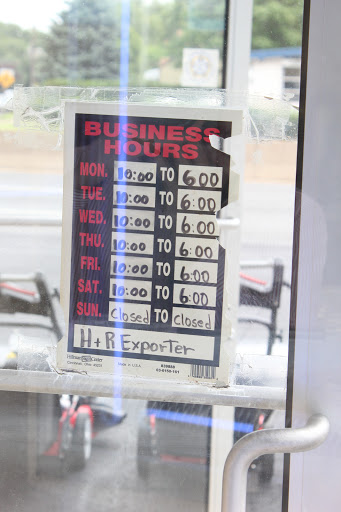 BUSINESS
HOURS
MON. 10:00 TO 6:00
TUE. 10:00 TO 6:00
WED. 10:00 TO 6:00
THU. 10:00 TO 6:00
FRI. 10:00 TO 6:00
SAT. 10:00 TO 6:00
SUN. Closed TO Closed
H+R Exporter